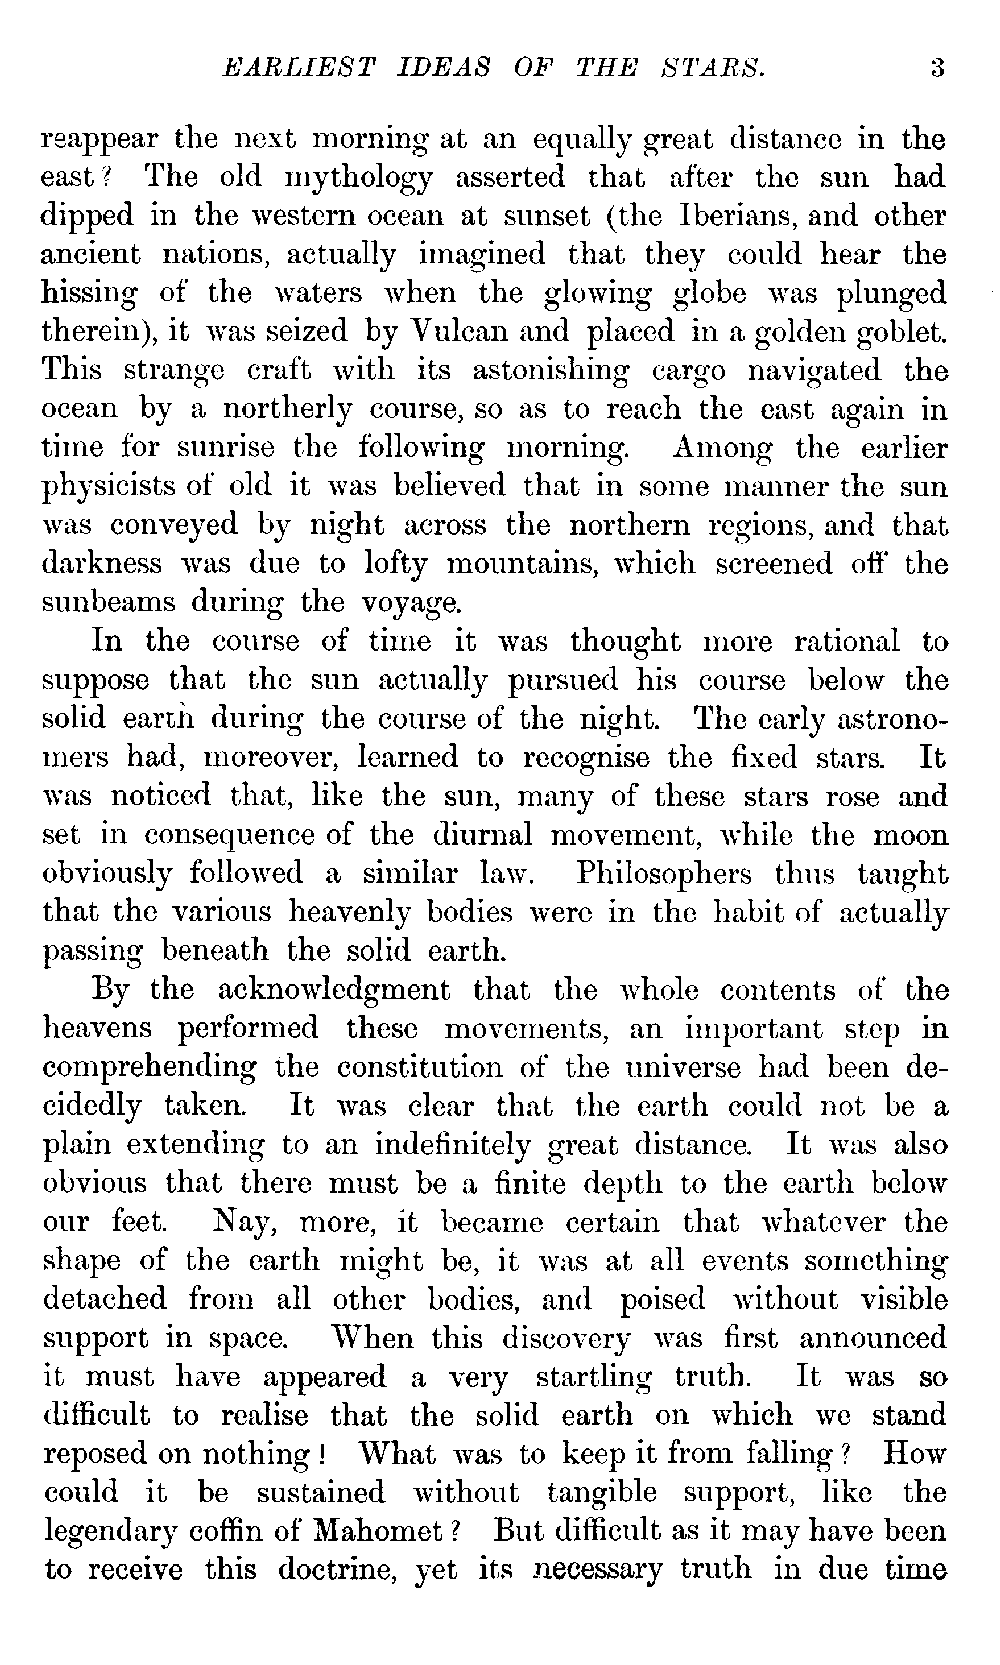 EARLIEST IDEAS OF THE STARS. 3
reappear the next morning at an equally great distance in the
east? The old mythology asserted that after the sun had
dipped in the western ocean at sunset (the Iberians, and other
ancient nations, actually imagined that they could hear the
hissing of the waters when the glowing globe was plunged
therein), it was seized by Vulcan and placed in a golden goblet.
This strange craft with its astonishing cargo navigated the
ocean by a northerly course, so as to reach the east again in
time for sunrise the following morning. Among the earlier
physicists of old it was believed that in some manner the sun
was conveyed by night across the northern regions, and that
darkness was due to lofty mountains, which screened off the
sunbeams during the voyage.
In the course of time it was thought more rational to
suppose that the sun actually pursued his course below the
solid earth during the course of the night. The early astrono-
mers had, moreover, learned to recognise the fixed stars. It
was noticed that, like the sun, many of these stars rose and
set in consequence of the diurnal movement, while the moon
obviously followed a similar law. Philosophers thus taught
that the various heavenly bodies were in the habit of actually
passing beneath the solid earth.
By the acknowledgment that the whole contents of the
heavens performed these movements, an important step in
comprehending the constitution of the universe had been de-
cidedly taken. It was clear that the earth could not be a
plain extending to an indefinitely great distance. It was also
obvious that there must be a finite depth to the earth below
our feet. Nay, more, it became certain that whatever the
shape of the earth might be, it was at all events something
detached from all other bodies, and poised without visible
support in space. When this discovery was first announced
it must have appeared a very startling truth. It was so
difficult to realise that the solid earth on which we stand
reposed on nothing! What was to keep it from falling? How
could it be sustained without tangible support, like the
legendary coffin of Mahomet? But difficult as it may have been
to receive this doctrine, yet its necessary truth in due time